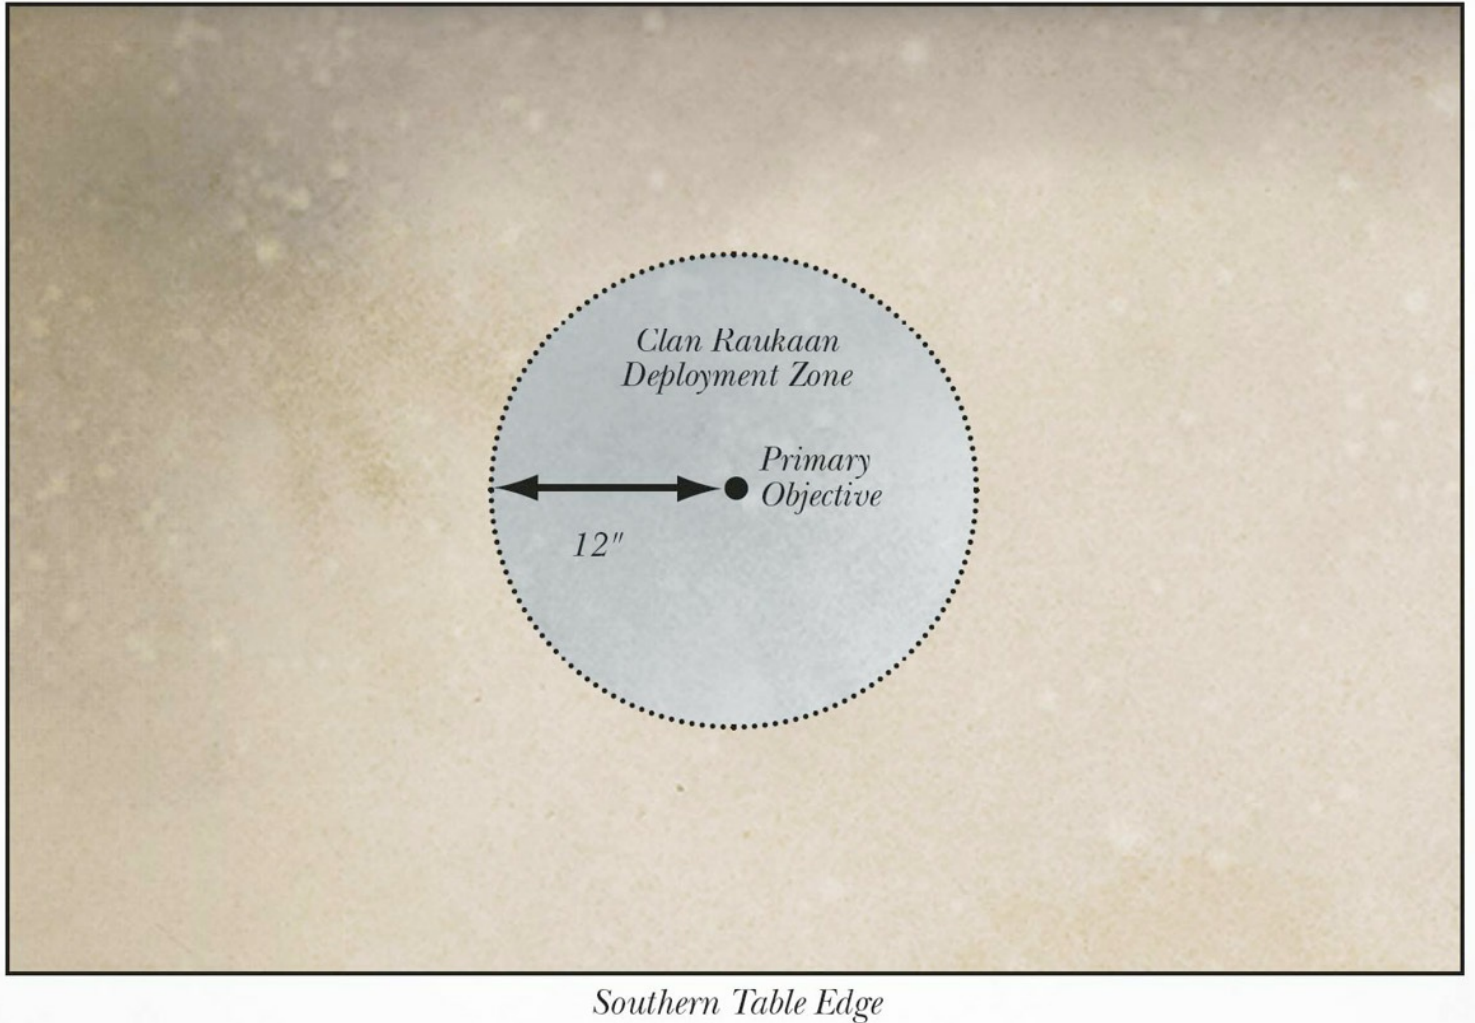 Clan Raukaan
Deployment Zone
Primary
Objective
12"
Southern Table Edge